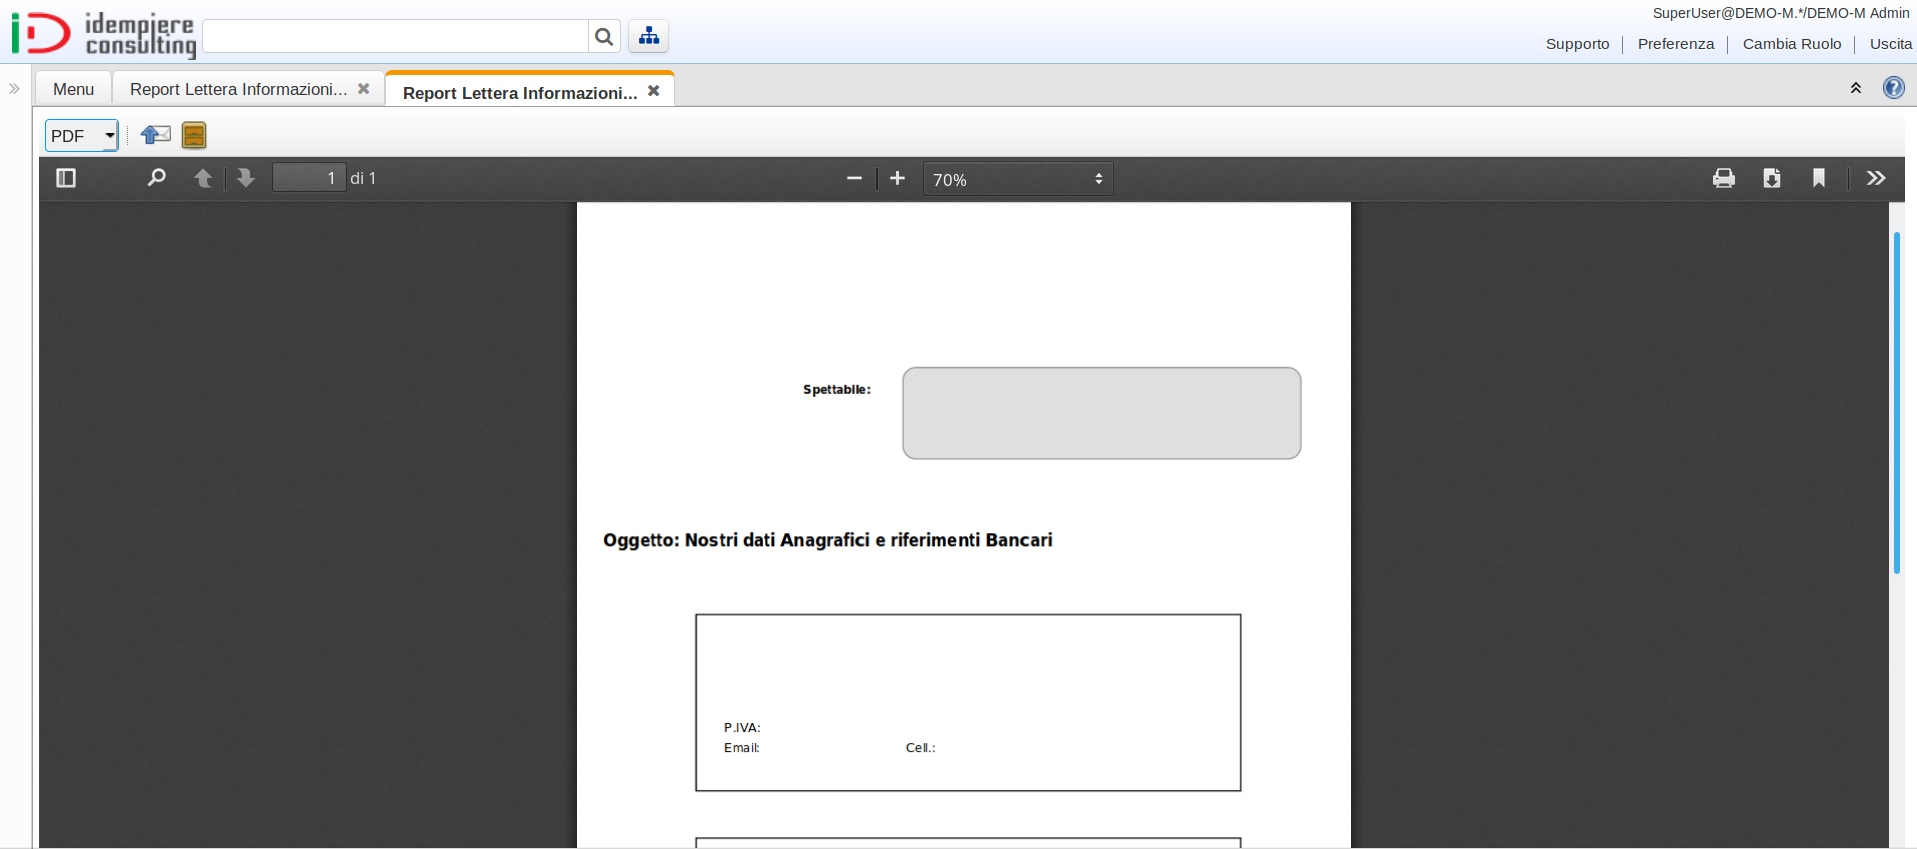 iD idempiere
consulting
SuperUser@DEMO-M.*/DEMO-M Admin
Supporto
Preferenza
Cambia Ruolo
Uscita
Menu
Report Lettera Informazioni...
Report Lettera Informazioni...
PDF
1 di 1
70%
Spettabile:
Oggetto: Nostri dati Anagrafici e riferimenti Bancari
P.IVA:
Email:
Cell.: